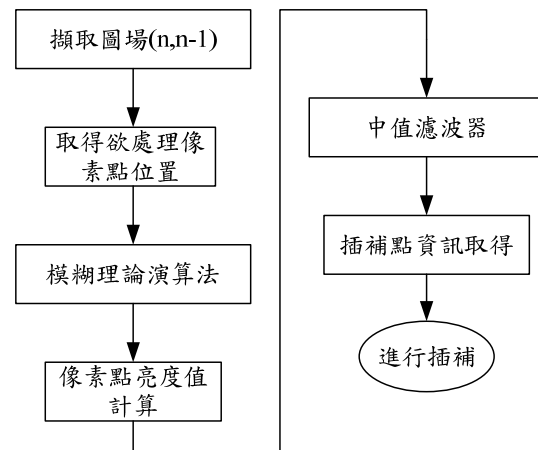 擷取圖場(n,n-1)
取得欲處理像
素點位置
模糊理論演算法
像素點亮度值
計算
中值濾波器
插補點資訊取得
進行插補